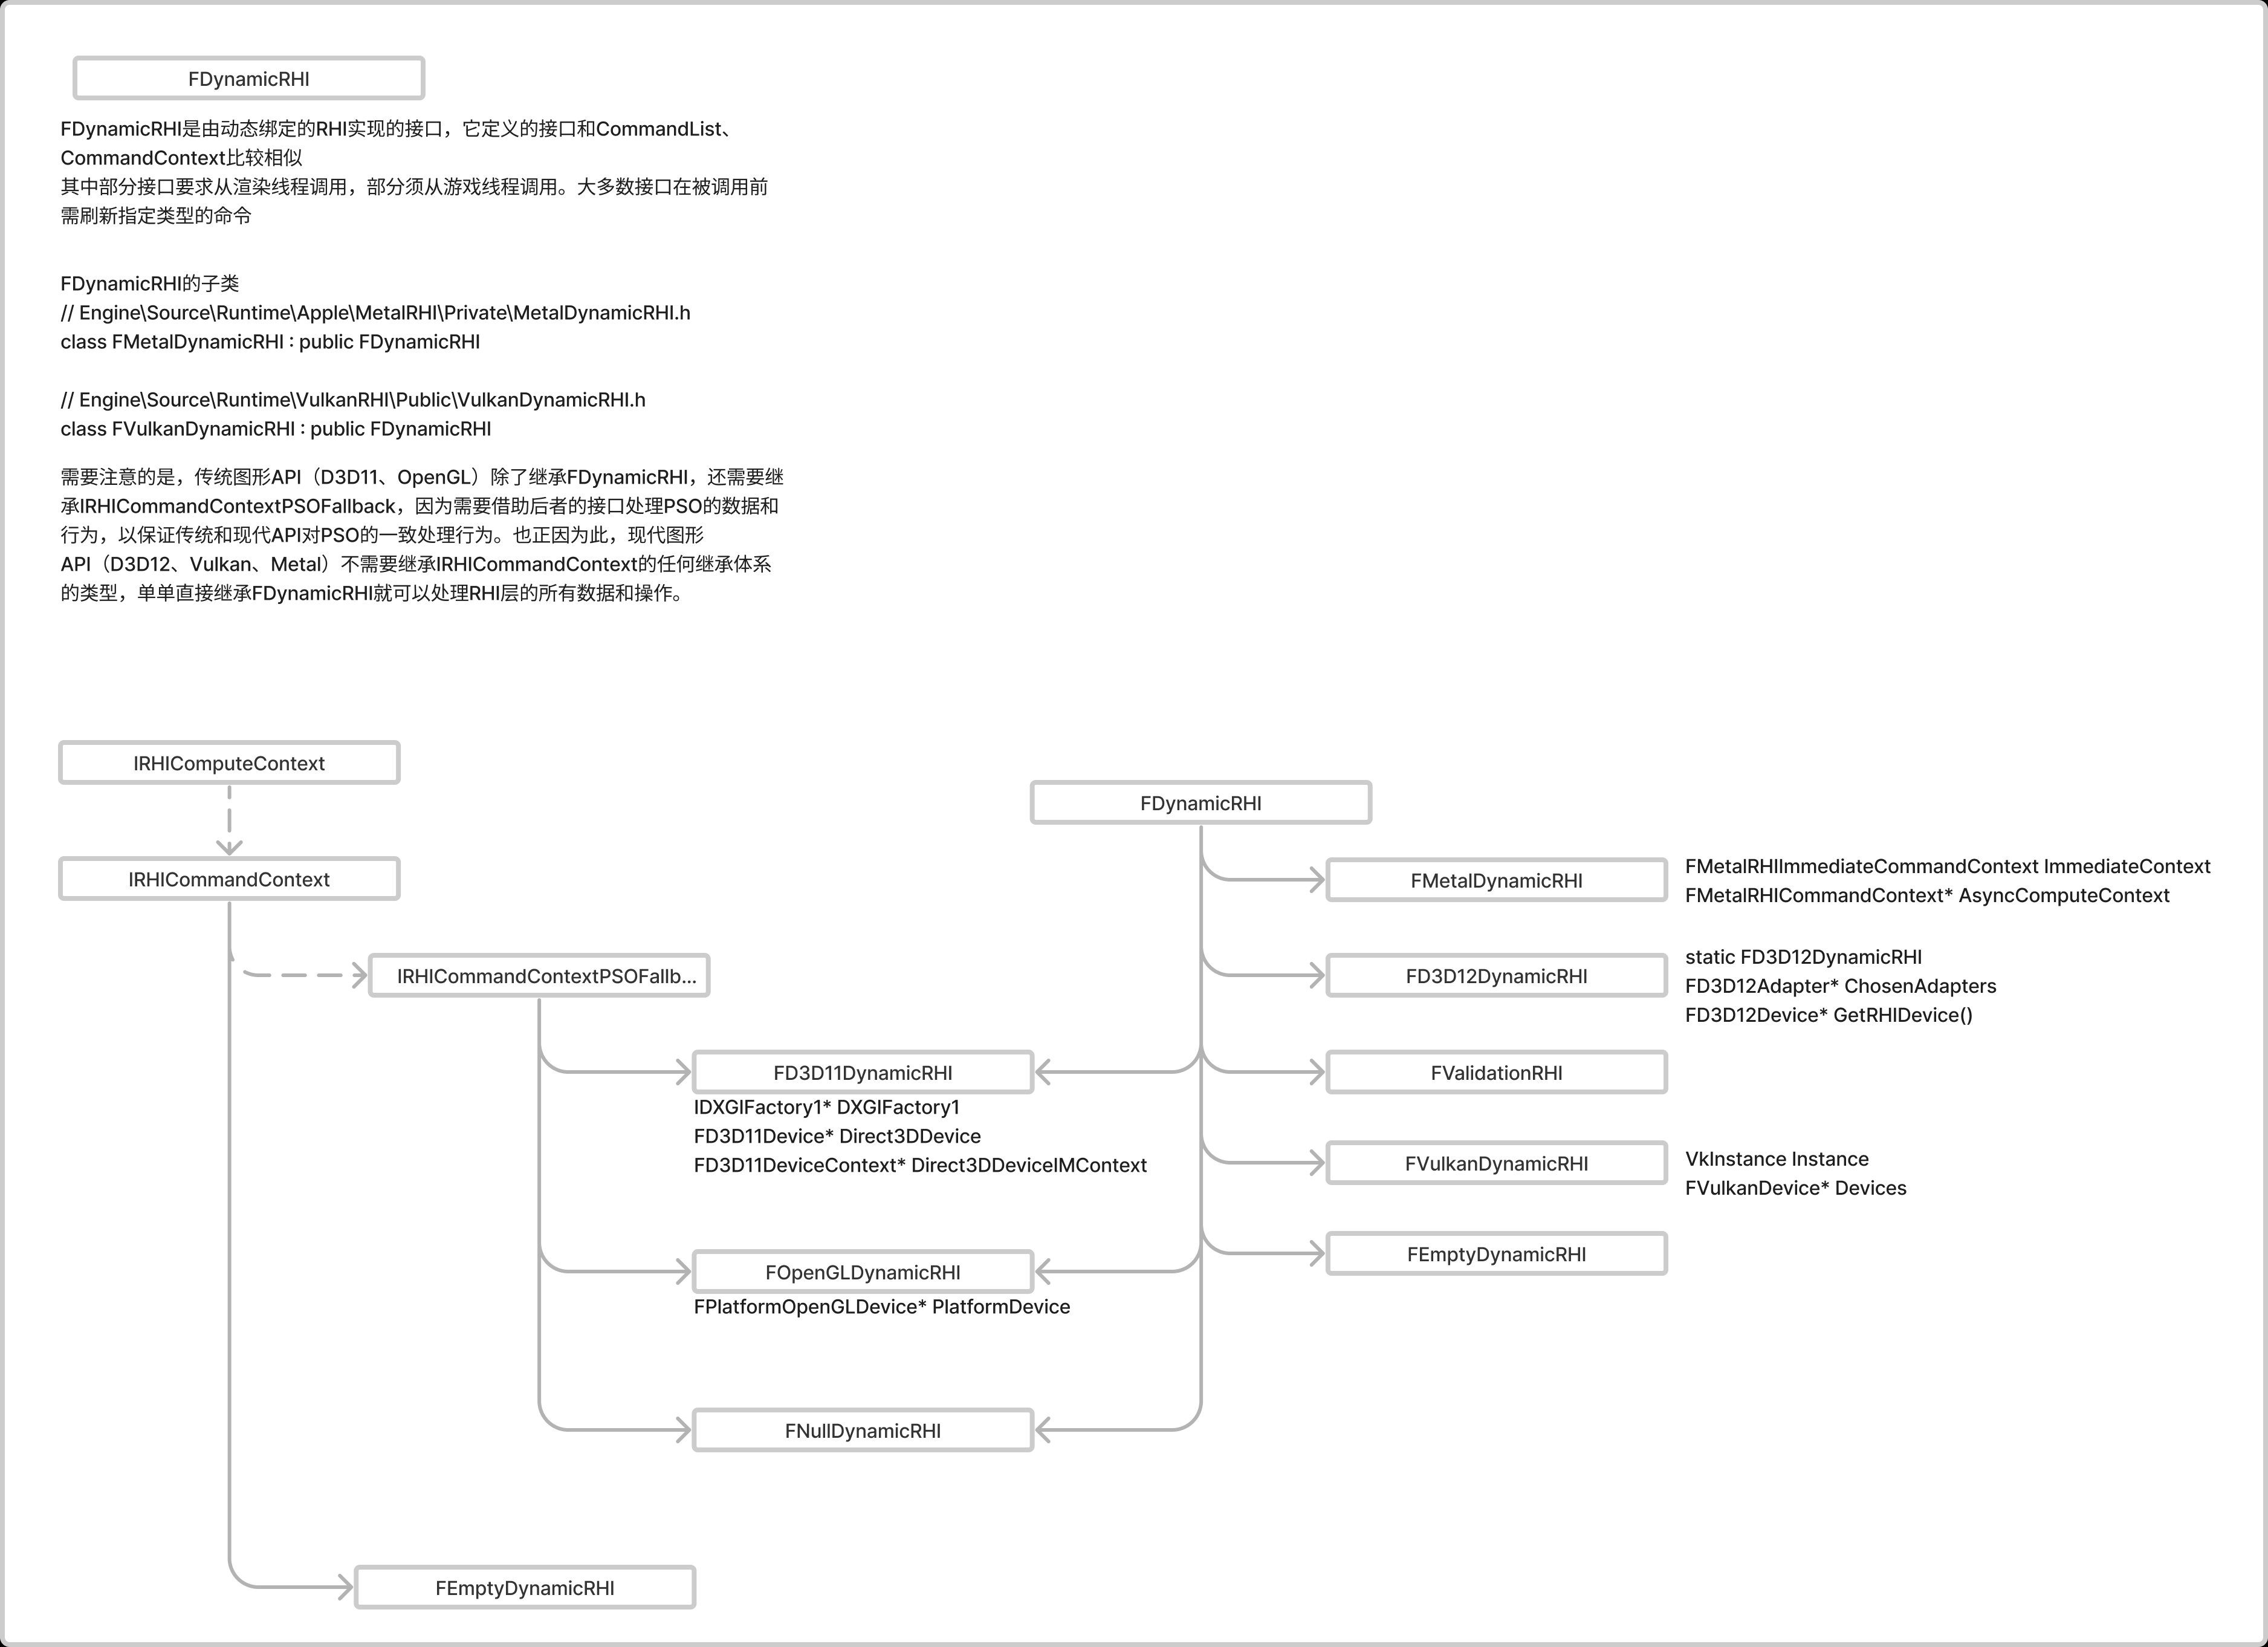 FDynamicRHI
FDynamicRHI是由动态绑定的RHI实现的接口，它定义的接口和CommandList、
CommandContext比较相似
其中部分接口要求从渲染线程调用，部分须从游戏线程调用。大多数接口在被调用前
需刷新指定类型的命令
FDynamicRHI的子类
// Engine\Source\Runtime\Apple\MetalRHI\Private\MetalDynamicRHI.h
class FMetalDynamicRHI : public FDynamicRHI
// Engine\Source\Runtime\VulkanRHI\Public\VulkanDynamicRHI.h
class FVulkanDynamicRHI : public FDynamicRHI
需要注意的是，传统图形API（D3D11、OpenGL）除了继承FDynamicRHI，还需要继
承IRHICommandContextPSOFallback，因为需要借助后者的接口处理PSO的数据和
行为，以保证传统和现代API对PSO的一致处理行为。也正因为此，现代图形
API（D3D12、Vulkan、Metal）不需要继承IRHICommandContext的任何继承体系
的类型，单单直接继承FDynamicRHI就可以处理RHI层的所有数据和操作。
IRHIComputeContext
IRHICommandContext
IRHICommandContextPSOFallb...
FD3D11DynamicRHI
IDXGIFactory1* DXGIFactory1
FD3D11Device* Direct3DDevice
FD3D11DeviceContext* Direct3DDeviceIMContext
FOpenGLDynamicRHI
FPlatformOpenGLDevice* PlatformDevice
FNullDynamicRHI
FEmptyDynamicRHI
FDynamicRHI
FMetalDynamicRHI
FMetalRHIImmediateCommandContext ImmediateContext
FMetalRHICommandContext* AsyncComputeContext
FD3D12DynamicRHI
static FD3D12DynamicRHI
FD3D12Adapter* ChosenAdapters
FD3D12Device* GetRHIDevice()
FValidationRHI
FVulkanDynamicRHI
VkInstance Instance
FVulkanDevice* Devices
FEmptyDynamicRHI